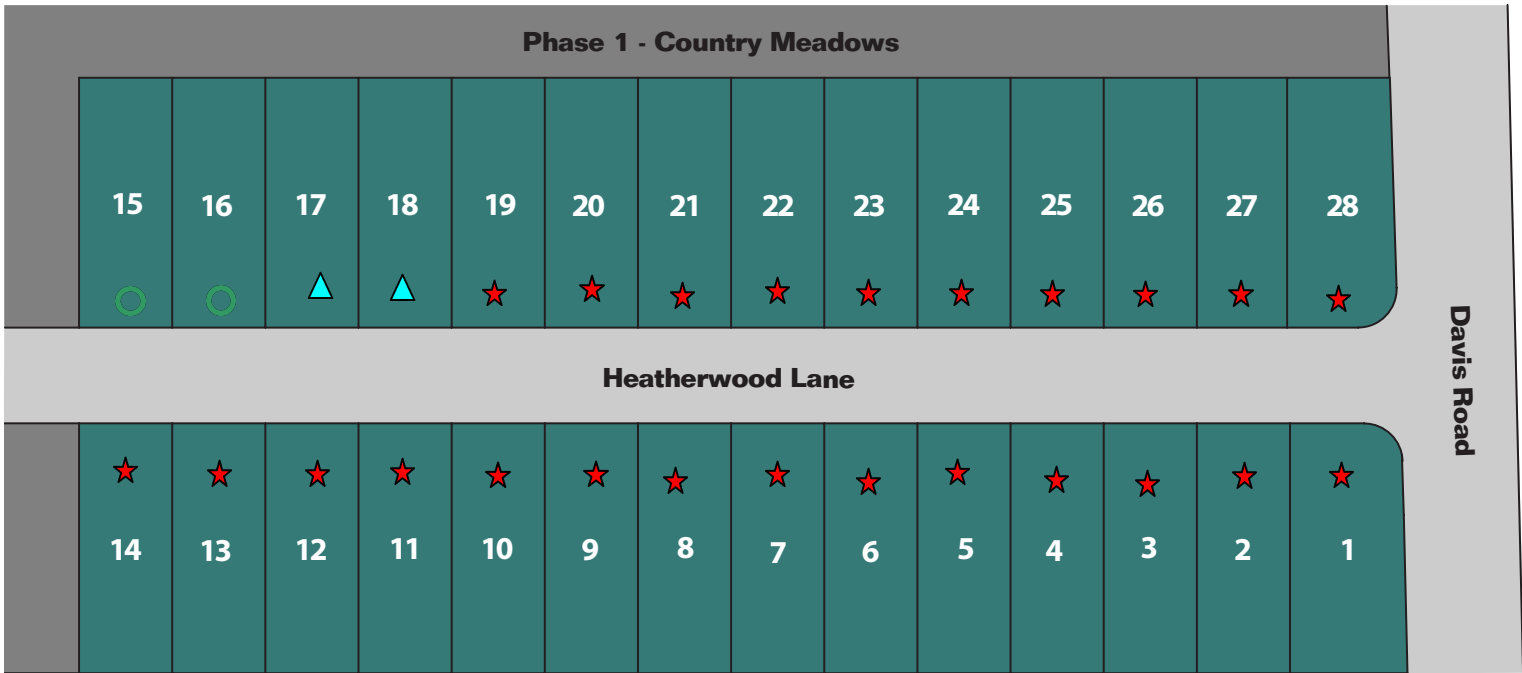 Phase 1 - Country Meadows
15 16 17 18 19 20 21 22 23 24 25 26 27 28
Heatherwood Lane
Davis Road
14 13 12 11 10 9 8 7 6 5 4 3 2 1